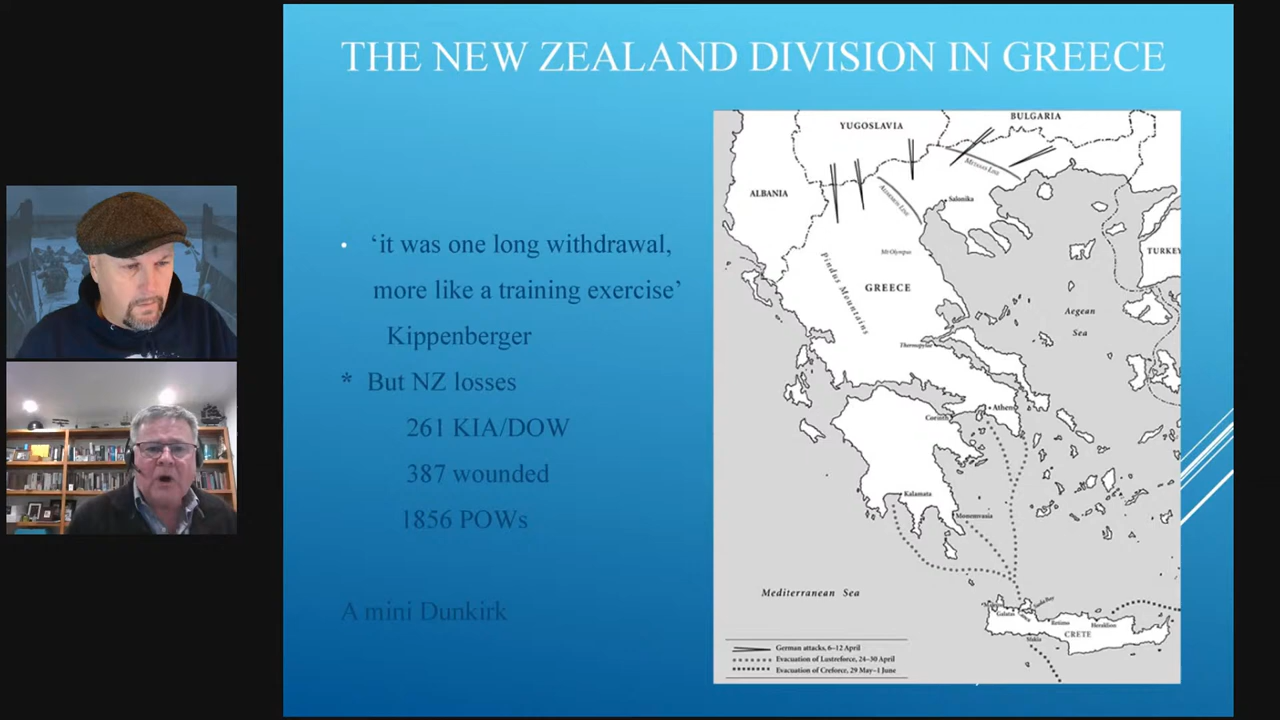 THE NEW ZEALAND DIVISION IN GREECE
• ‘it was one long withdrawal,
more like a training exercise’
Kippenberger
* But NZ losses
261 KIA/DOW
387 wounded
1856 POWs
A mini Dunkirk
YUGOSLAVIA
BULGARIA
Metaxas Line
ALBANIA
Aliakmon Line
Salonika
TURKEY
Mt Olympus
Pindus Mountains
GREECE
Aegean
Sea
Thermopylae
Athens
Corinth
Kalamata
Monemvasia
Mediterranean Sea
Suda Bay
Galatas
Retimo
Heraklion
CRETE
Sfakia
German attacks, 6–12 April
Evacuation of Lustreforce, 24–30 April
Evacuation of Creforce, 29 May–1 June